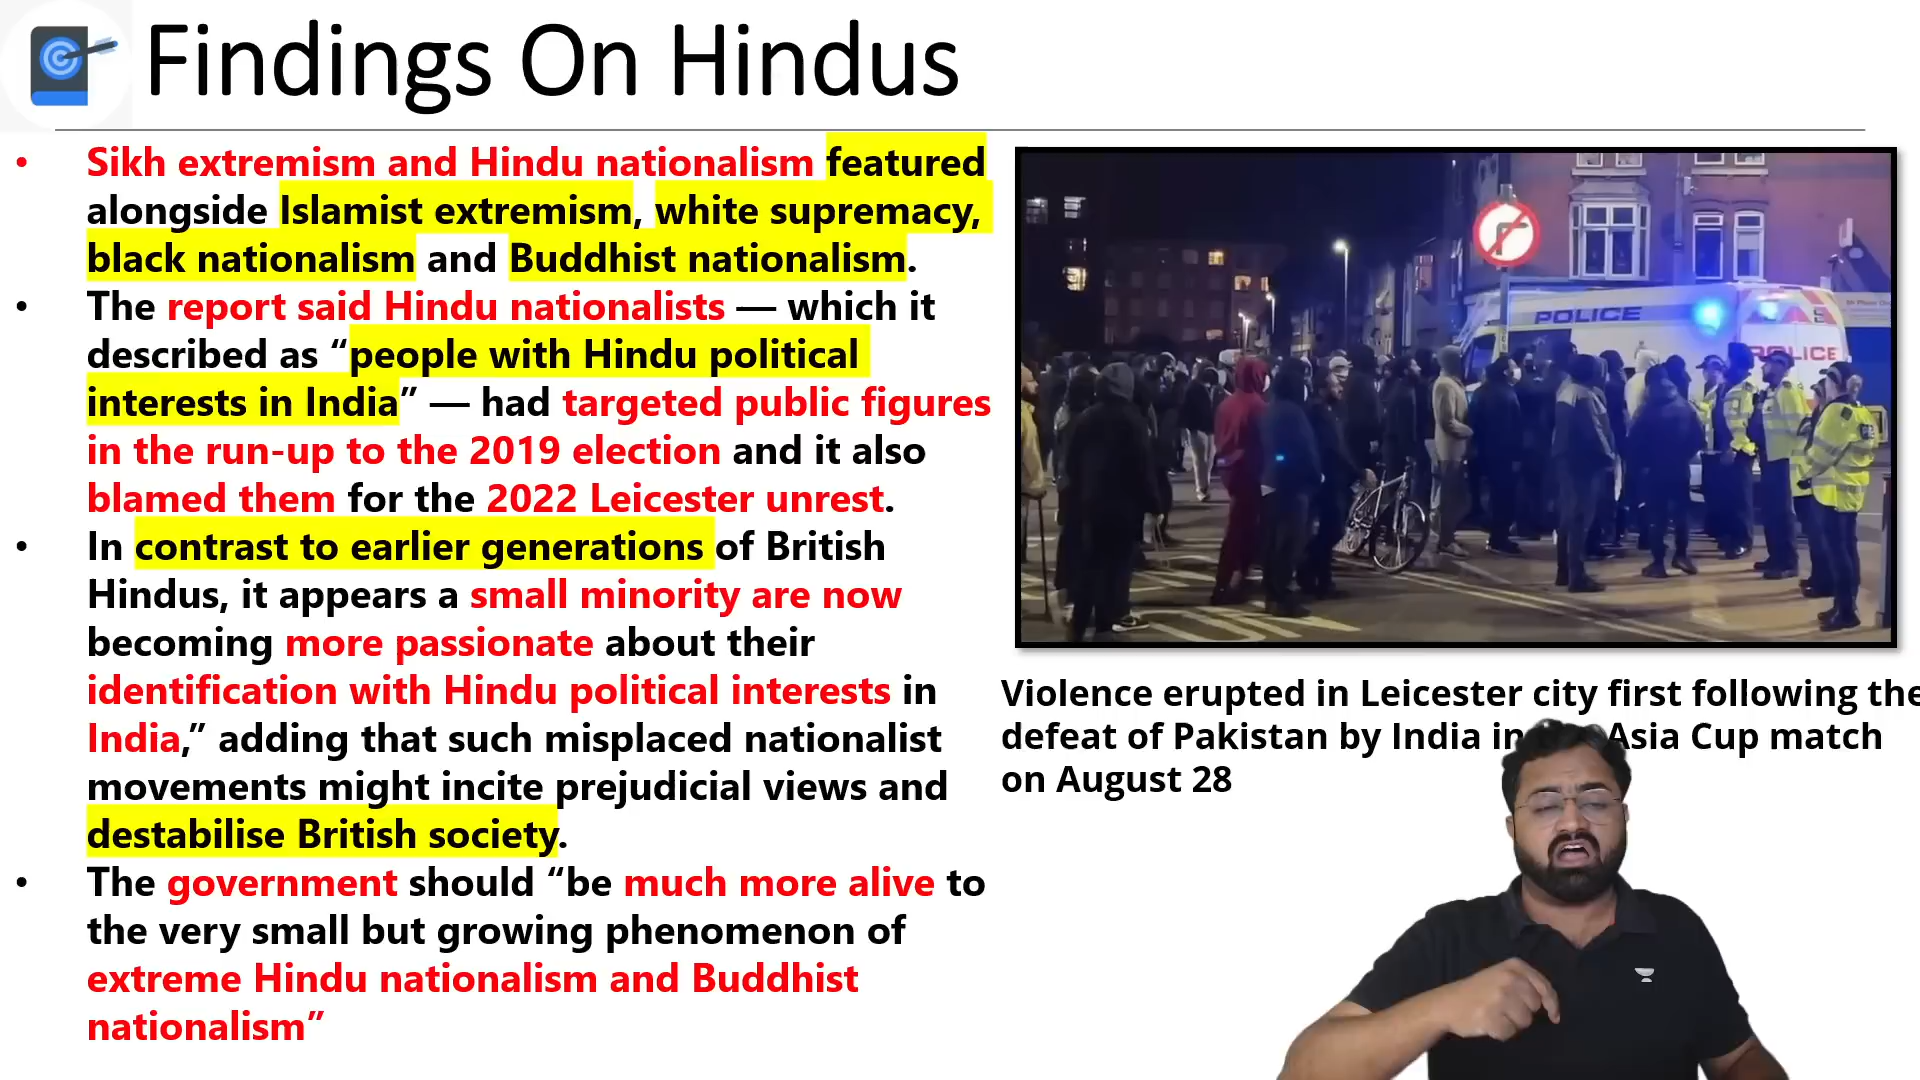 Findings On Hindus
• Sikh extremism and Hindu nationalism featured
alongside Islamist extremism, white supremacy,
black nationalism and Buddhist nationalism.
• The report said Hindu nationalists — which it
described as “people with Hindu political
interests in India” — had targeted public figures
in the run-up to the 2019 election and it also
blamed them for the 2022 Leicester unrest.
• In contrast to earlier generations of British
Hindus, it appears a small minority are now
becoming more passionate about their
identification with Hindu political interests in
India,” adding that such misplaced nationalist
movements might incite prejudicial views and
destabilise British society.
• The government should “be much more alive to
the very small but growing phenomenon of
extreme Hindu nationalism and Buddhist
nationalism”
POLICE
POLICE
Violence erupted in Leicester city first following the
defeat of Pakistan by India in Asia Cup match
on August 28